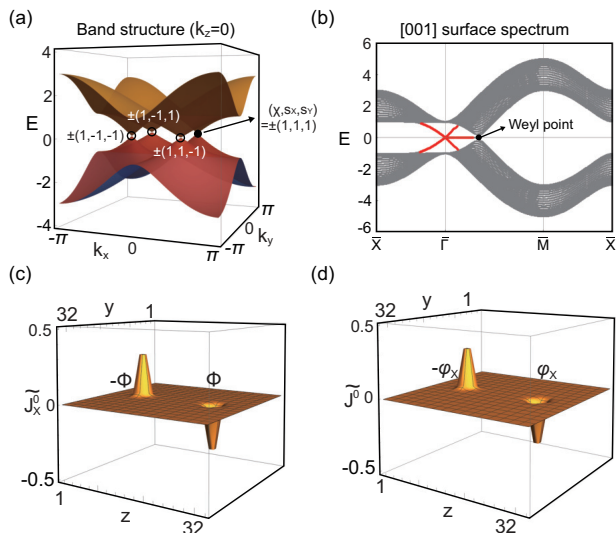 (a)
Band structure (k_z=0)
4
2
E
0
-2
-4
±(1,-1,1)
±(1,-1,-1)
±(1,1,-1)
(χ,s_X,s_Y)
=±(1,1,1)
-π
k_x
0
π
-π
0
k_y
π
(b)
[001] surface spectrum
6
4
2
E
0
-2
-4
-6
Weyl point
X̄
Γ̄
M̄
X̄
(c)
32
y
1
0.5
J̃_X^0
0
-0.5
-Φ
Φ
1
z
32
(d)
32
y
1
0.5
J̃^0
0
-0.5
-φ_X
φ_X
1
z
32